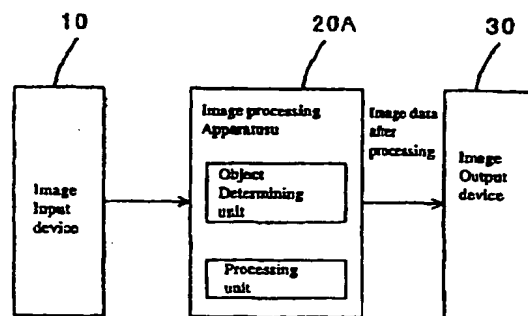 10
20A
30
Image
Input
device
Image processing
Apparatusu
Object
Determining
unit
Processing
unit
Image data
after
processing
Image
Output
device